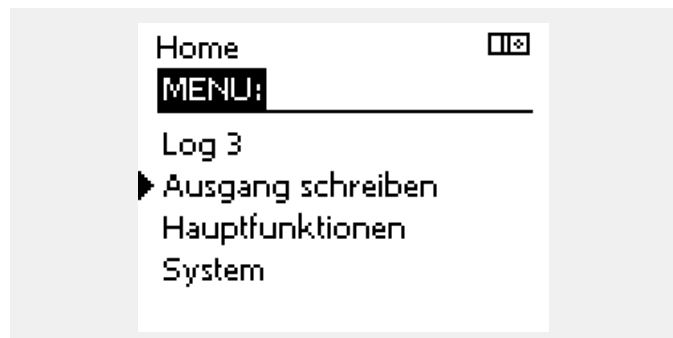 Home
MENU:
Log 3
Ausgang schreiben
Hauptfunktionen
System